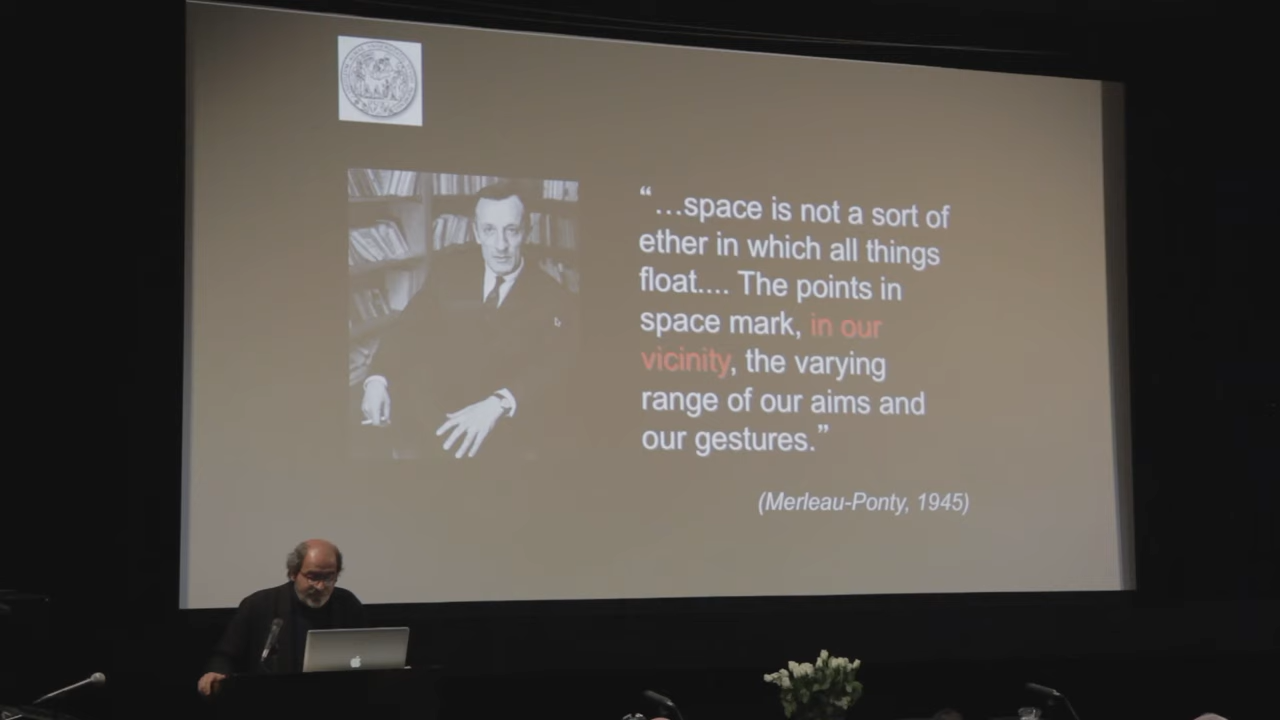 “…space is not a sort of
ether in which all things
float.... The points in
space mark, in our
vicinity, the varying
range of our aims and
our gestures.”
(Merleau-Ponty, 1945)